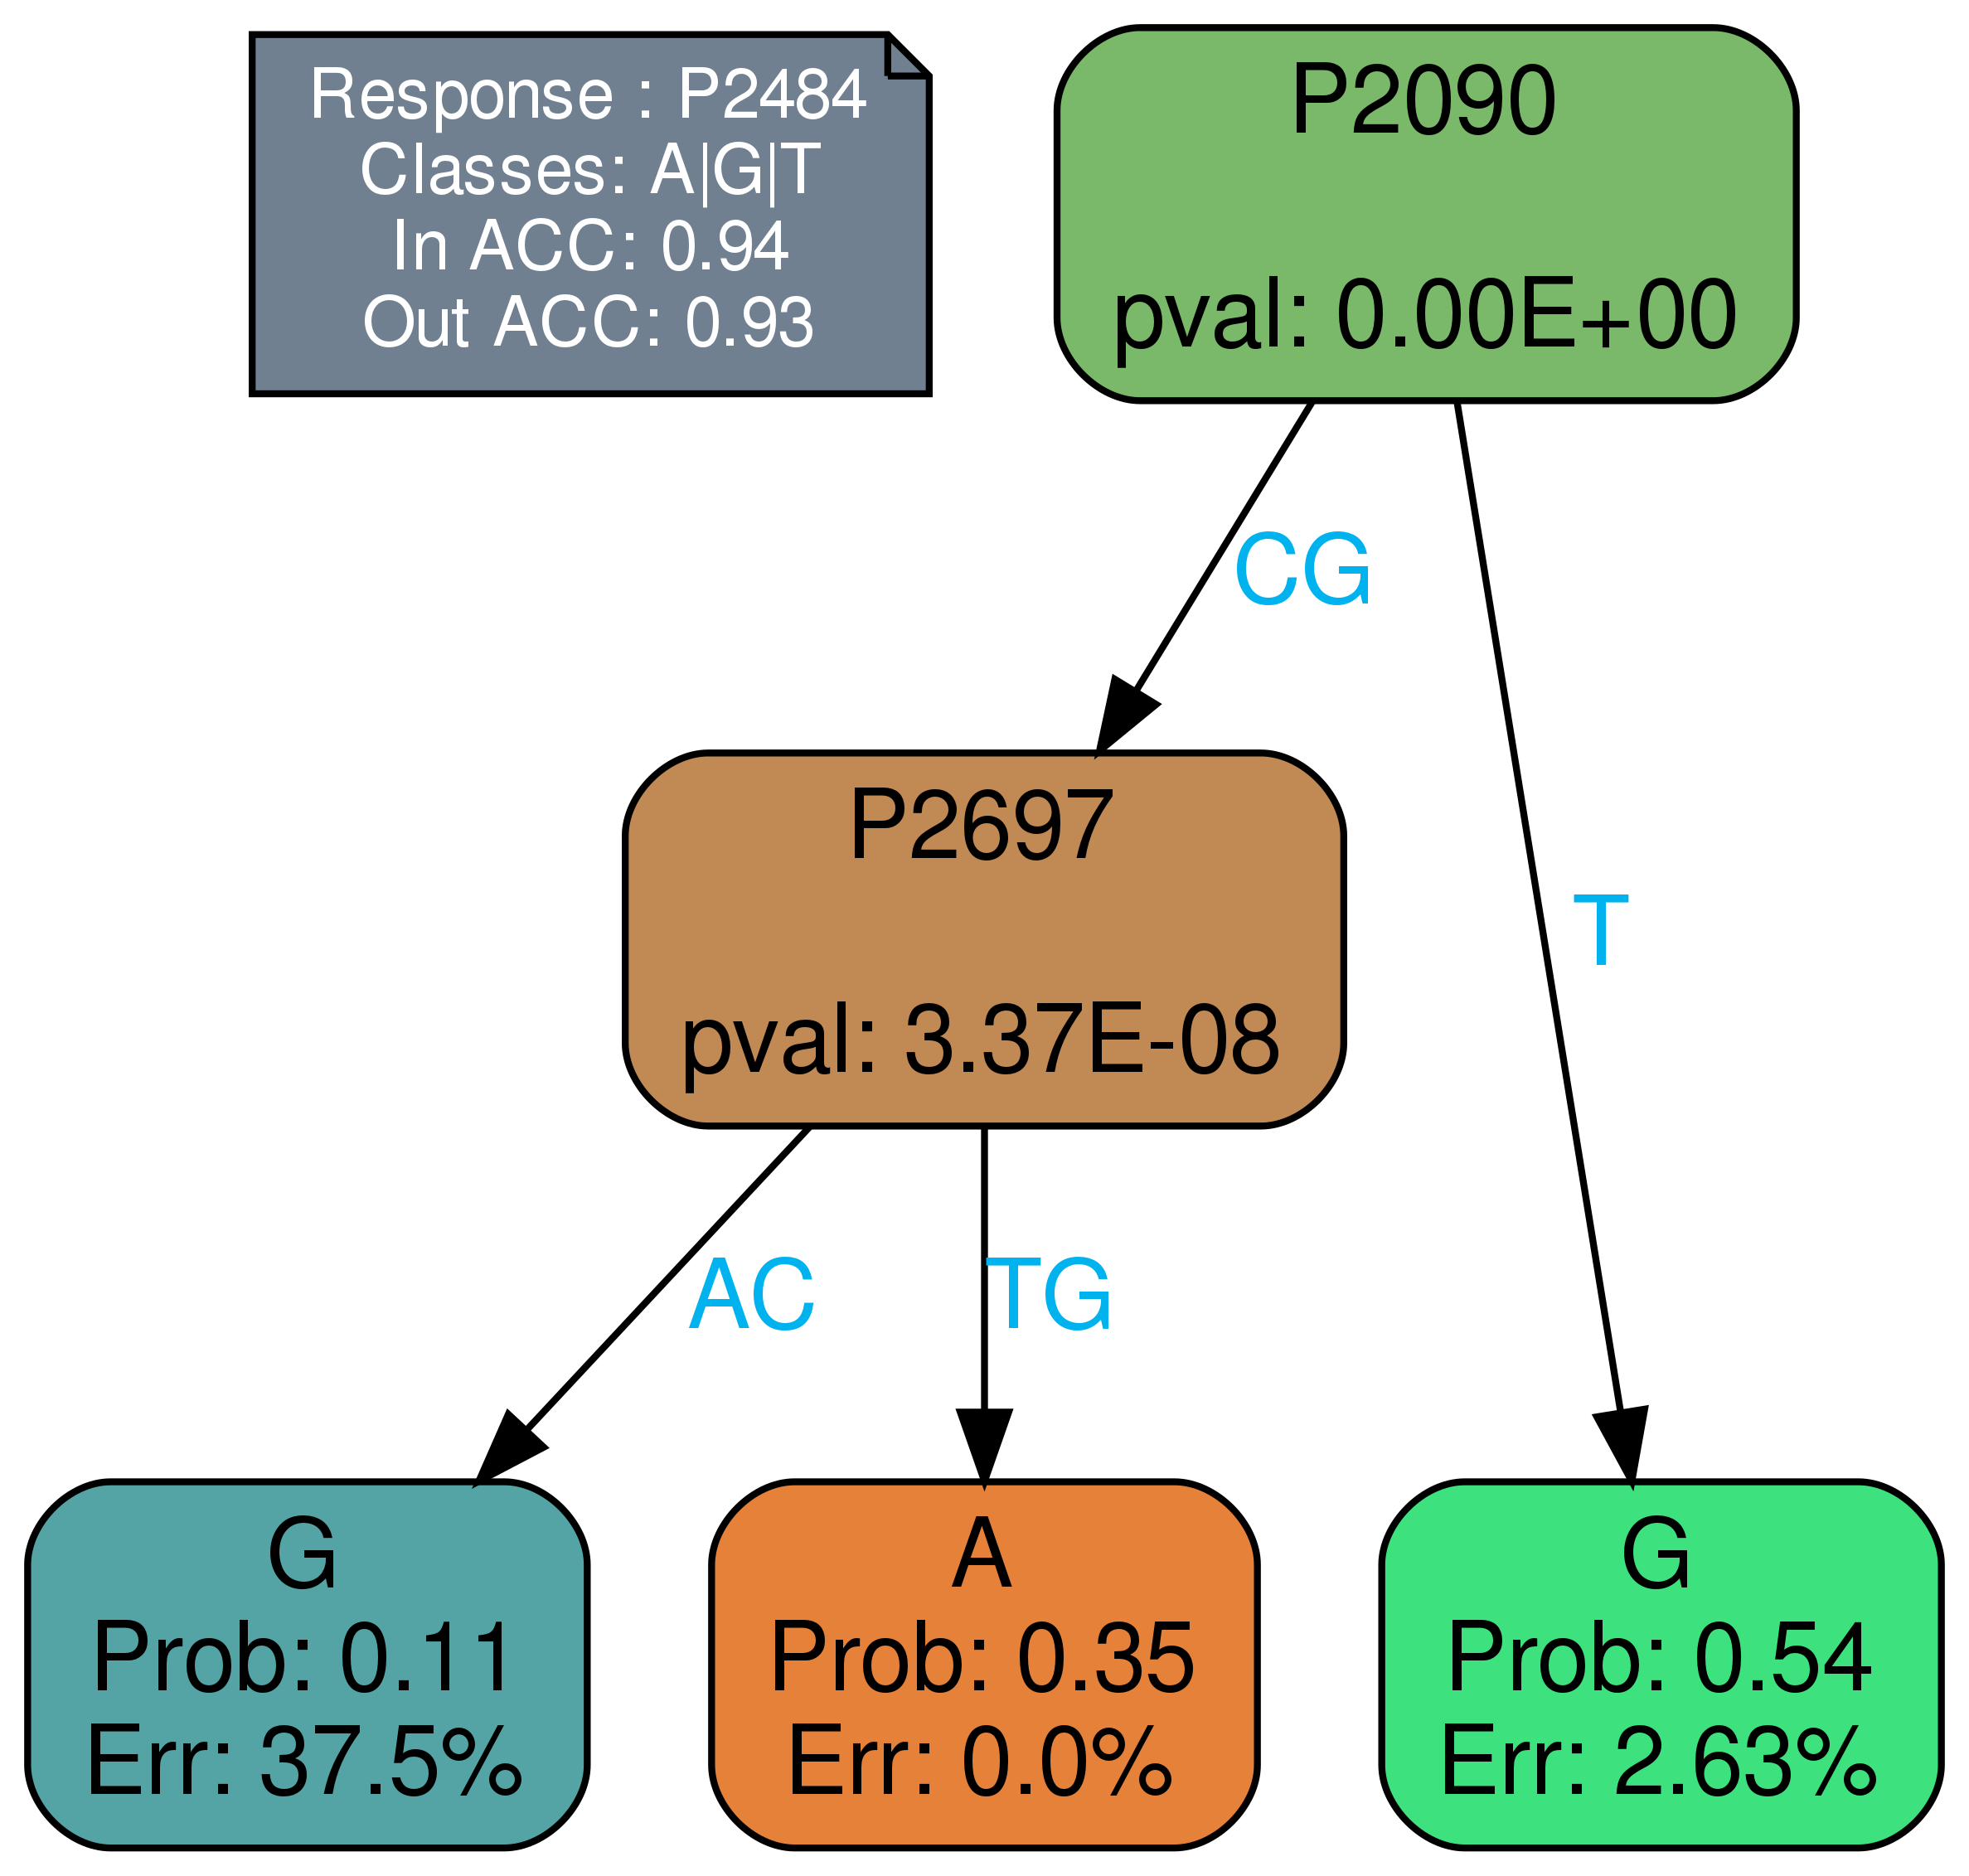 Response : P2484
Classes: A|G|T
In ACC: 0.94
Out ACC: 0.93
P2090
pval: 0.00E+00
CG
T
P2697
pval: 3.37E-08
AC
TG
G
Prob: 0.11
Err: 37.5%
A
Prob: 0.35
Err: 0.0%
G
Prob: 0.54
Err: 2.63%